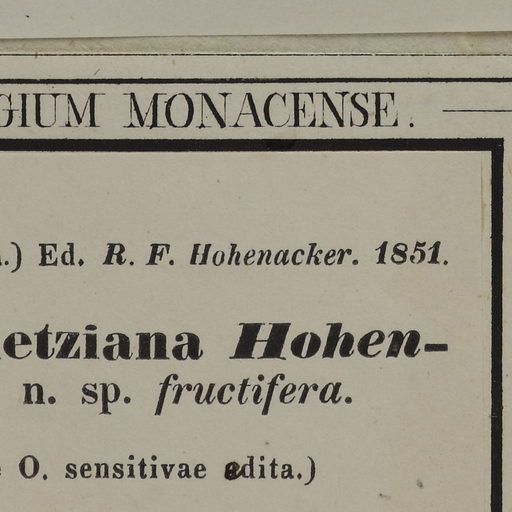 GIUM MONACENSE.
.) Ed. R. F. Hohenacker. 1851.
etziana Hohen-
n. sp. fructifera.
O. sensitivae edita.)